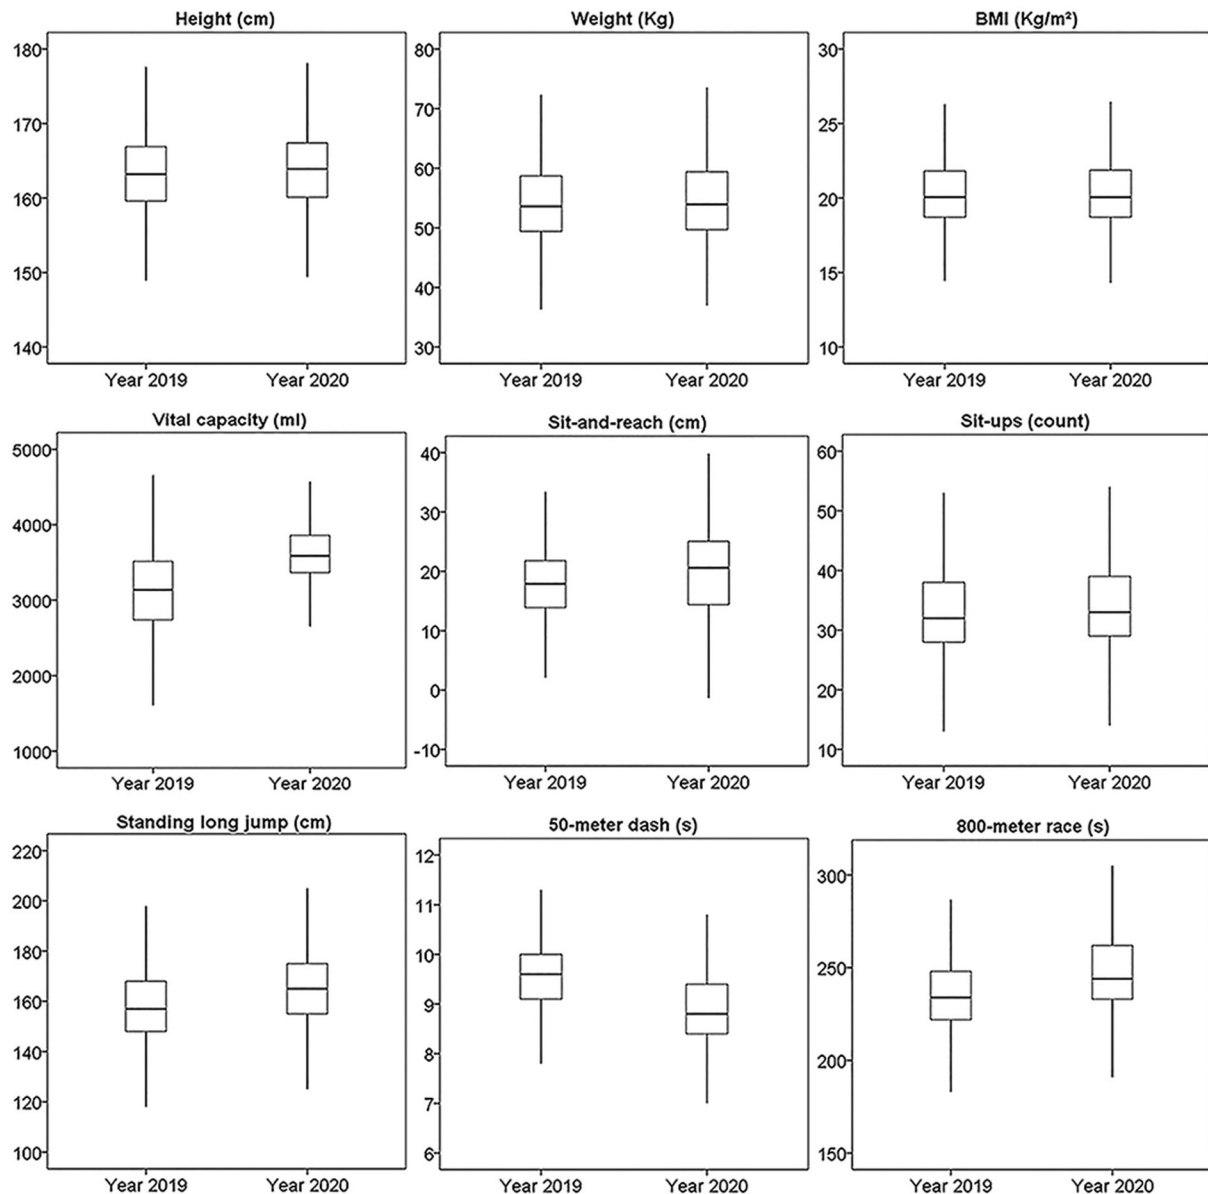 Height (cm)
180
170
160
150
140
Year 2019
Year 2020
Weight (Kg)
80
70
60
50
40
30
Year 2019
Year 2020
BMI (Kg/m²)
30
25
20
15
10
Year 2019
Year 2020
Vital capacity (ml)
5000
4000
3000
2000
1000
Year 2019
Year 2020
Sit-and-reach (cm)
40
30
20
10
0
-10
Year 2019
Year 2020
Sit-ups (count)
60
50
40
30
20
10
Year 2019
Year 2020
Standing long jump (cm)
220
200
180
160
140
120
100
Year 2019
Year 2020
50-meter dash (s)
12
11
10
9
8
7
6
Year 2019
Year 2020
800-meter race (s)
300
250
200
150
Year 2019
Year 2020